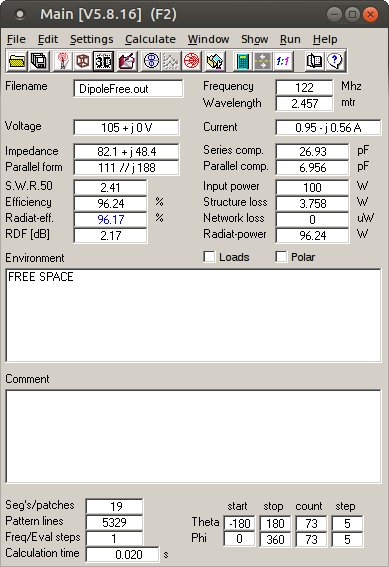 Main [V5.8.16] (F2)
File Edit Settings Calculate Window Show Run Help
3D 1:1 ?
Filename DipoleFree.out Frequency 122 Mhz
Wavelength 2.457 mtr
Voltage 105 + j 0 V Current 0.95 - j 0.56 A
Impedance 82.1 + j 48.4 Series comp. 26.93 pF
Parallel form 111 // j 188 Parallel comp. 6.956 pF
S.W.R.50 2.41 Input power 100 W
Efficiency 96.24 % Structure loss 3.758 W
Radiat-eff. 96.17 % Network loss 0 uW
RDF [dB] 2.17 Radiat-power 96.24 W
Environment Loads Polar
FREE SPACE
Comment
Seg's/patches 19 start stop count step
Pattern lines 5329 Theta -180 180 73 5
Freq/Eval steps 1 Phi 0 360 73 5
Calculation time 0.020 s